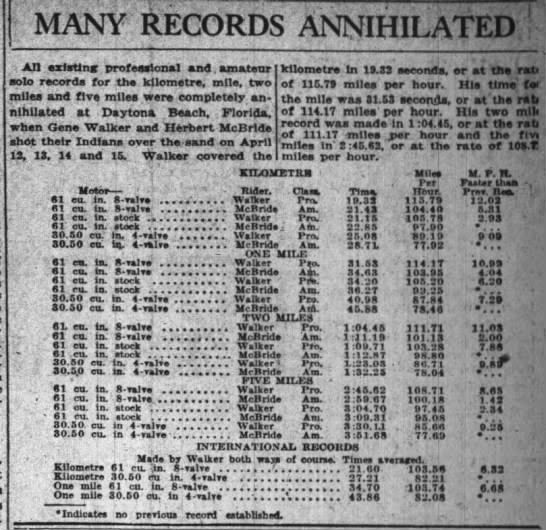 MANY RECORDS ANNIHILATED
All existing professional and amateur
solo records for the kilometre, mile, two
miles and five miles were completely an-
nihilated at Daytona Beach, Florida,
when Gene Walker and Herbert McBride
shot their Indians over the sand on April
12, 13, 14 and 15. Walker covered the
kilometre in 19.32 seconds, or at the rate
of 115.79 miles per hour. His time for
the mile was 31.53 seconds, or at the rate
of 114.17 miles per hour. His two mile
record was made in 1:04.45, or at the rate
of 111.17 miles per hour and the five
miles in 2:45.62, or at the rate of 108.7
miles per hour.
KILOMETRE
Motor— Rider. Class. Time. Miles Per Hour. M. P. H. Faster than Prev. Rec.
61 cu. in. 8-valve Walker Pro. 19.32 115.79 12.02
61 cu. in. 8-valve McBride Am. 21.43 104.40 5.31
61 cu. in. stock Walker Pro. 21.15 105.78 2.93
61 cu. in. stock McBride Am. 22.85 97.90 *...
30.50 cu. in. 4-valve Walker Pro. 25.08 89.19 9.09
30.50 cu. in. 4-valve McBride Am. 28.71 77.92 *...
ONE MILE
61 cu. in. 8-valve Walker Pro. 31.53 114.17 10.99
61 cu. in. 8-valve McBride Am. 34.63 103.95 4.04
61 cu. in. stock Walker Pro. 34.20 105.20 6.20
61 cu. in. stock McBride Am. 36.27 99.25 *...
30.50 cu. in. 4-valve Walker Pro. 40.98 87.84 7.29
30.50 cu. in. 4-valve McBride Am. 45.88 78.46 *...
TWO MILES
61 cu. in. 8-valve Walker Pro. 1:04.45 111.71 11.03
61 cu. in. 8-valve McBride Am. 1:11.19 101.13 2.00
61 cu. in. stock Walker Pro. 1:09.71 103.28 7.88
61 cu. in. stock McBride Am. 1:12.87 98.80 *...
30.50 cu. in. 4-valve Walker Pro. 1:23.03 86.71 9.89
30.50 cu. in. 4-valve McBride Am. 1:32.25 78.04 *...
FIVE MILES
61 cu. in. 8-valve Walker Pro. 2:45.62 108.71 8.68
61 cu. in. 8-valve McBride Am. 2:59.67 100.18 1.42
61 cu. in. stock Walker Pro. 3:04.70 97.45 2.34
61 cu. in. stock McBride Am. 3:09.31 95.08 *...
30.50 cu. in 4-valve Walker Pro. 3:30.11 85.66 9.25
30.50 cu. in 4-valve McBride Am. 3:51.68 77.69 *...
INTERNATIONAL RECORDS
Made by Walker both ways of course. Times averaged.
Kilometre 61 cu. in. 8-valve 21.60 103.56 6.32
Kilometre 30.50 cu in. 4-valve 27.21 82.21 *...
One mile 61 cu. in. 8-valve 34.70 103.74 6.68
One mile 30.50 cu in. 4-valve 43.86 82.08 *...
*Indicates no previous record established.